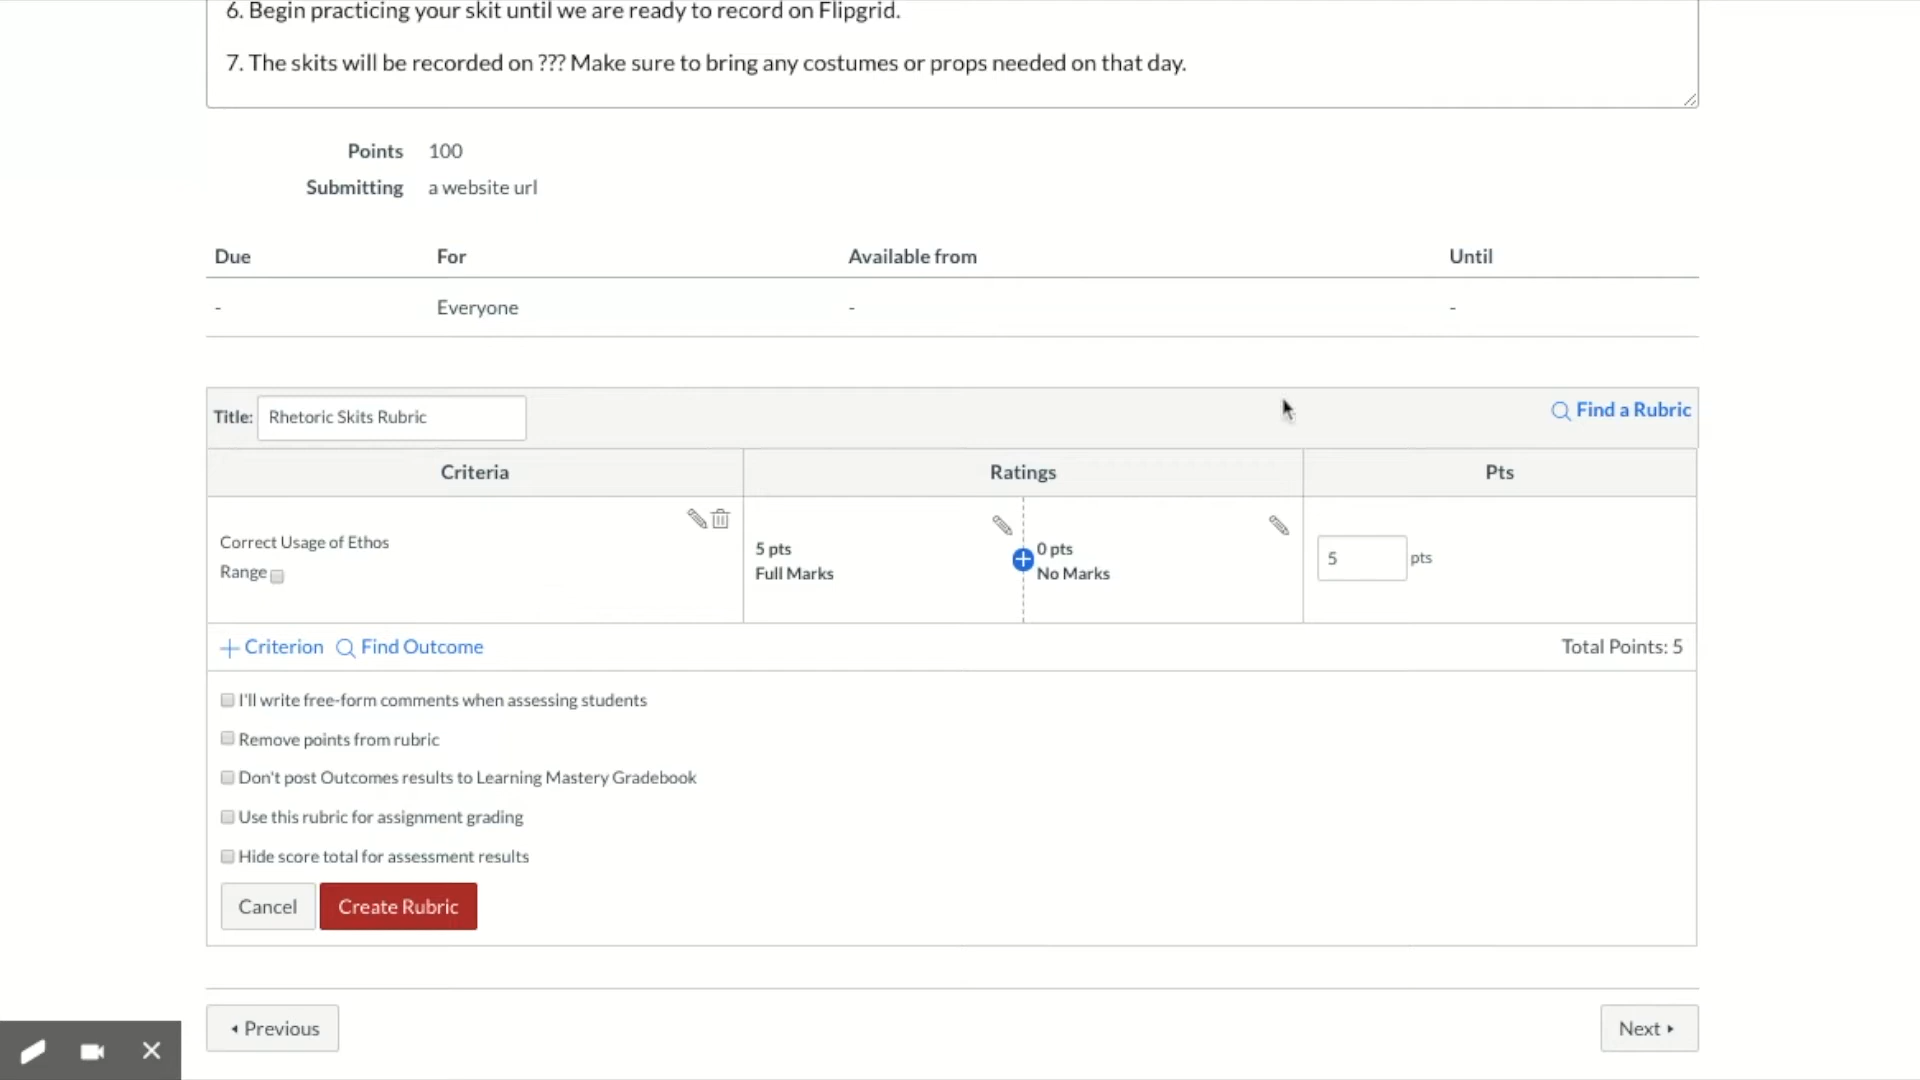 6. Begin practicing your skit until we are ready to record on Flipgrid.
7. The skits will be recorded on ??? Make sure to bring any costumes or props needed on that day.
Points 100
Submitting a website url
Due For Available from Until
- Everyone - -
Title: Rhetoric Skits Rubric Find a Rubric
Criteria Ratings Pts
Correct Usage of Ethos
Range
5 pts
Full Marks
0 pts
No Marks
5 pts
Criterion Find Outcome Total Points: 5
I'll write free-form comments when assessing students
Remove points from rubric
Don't post Outcomes results to Learning Mastery Gradebook
Use this rubric for assignment grading
Hide score total for assessment results
Cancel Create Rubric
Previous Next